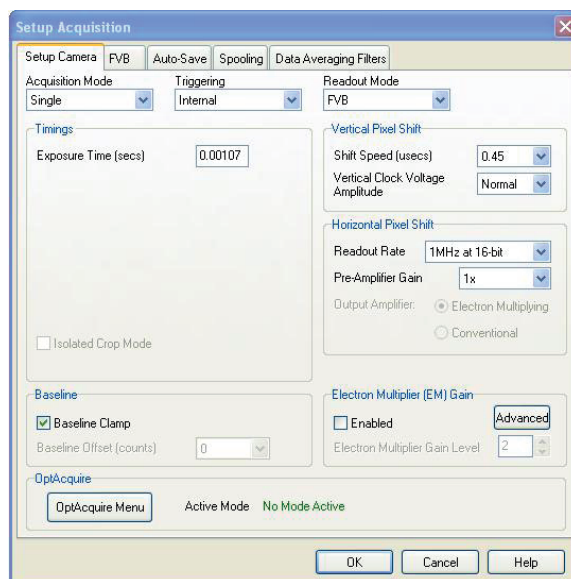 Setup Acquisition
Setup Camera FVB Auto-Save Spooling Data Averaging Filters
Acquisition Mode Triggering Readout Mode
Single Internal FVB
Timings
Exposure Time (secs) 0.00107
Isolated Crop Mode
Vertical Pixel Shift
Shift Speed (usecs) 0.45
Vertical Clock Voltage
Amplitude Normal
Horizontal Pixel Shift
Readout Rate 1MHz at 16-bit
Pre-Amplifier Gain 1x
Output Amplifier: Electron Multiplying
Conventional
Baseline
Baseline Clamp
Baseline Offset (counts) 0
Electron Multiplier (EM) Gain
Enabled Advanced
Electron Multiplier Gain Level 2
OptAcquire
OptAcquire Menu Active Mode No Mode Active
OK Cancel Help